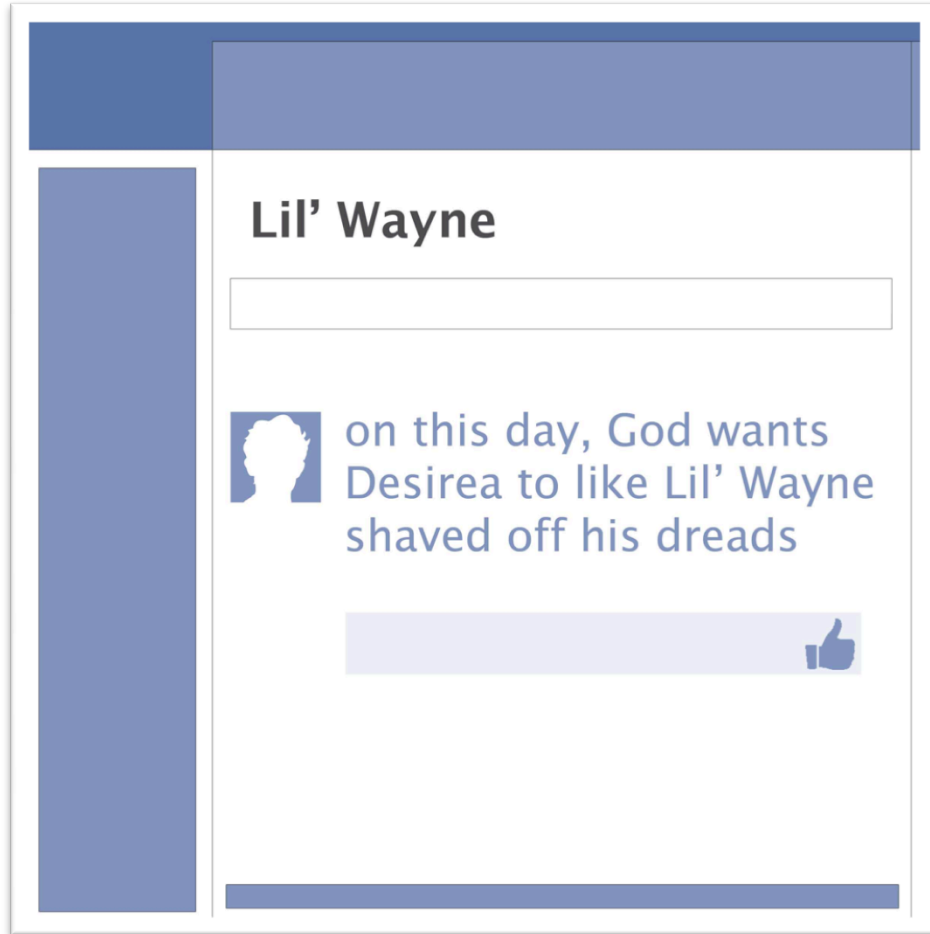 Lil’ Wayne
on this day, God wants
Desirea to like Lil’ Wayne
shaved off his dreads